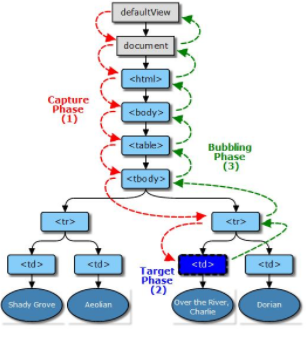 defaultView
document
<html>
<body>
Capture
Phase
(1)
<table>
Bubbling
Phase
(3)
<tbody>
<tr>
<tr>
<td>
<td>
<td>
<td>
Target
Phase
(2)
Shady Grove
Aeolian
Over the River,
Charlie
Dorian